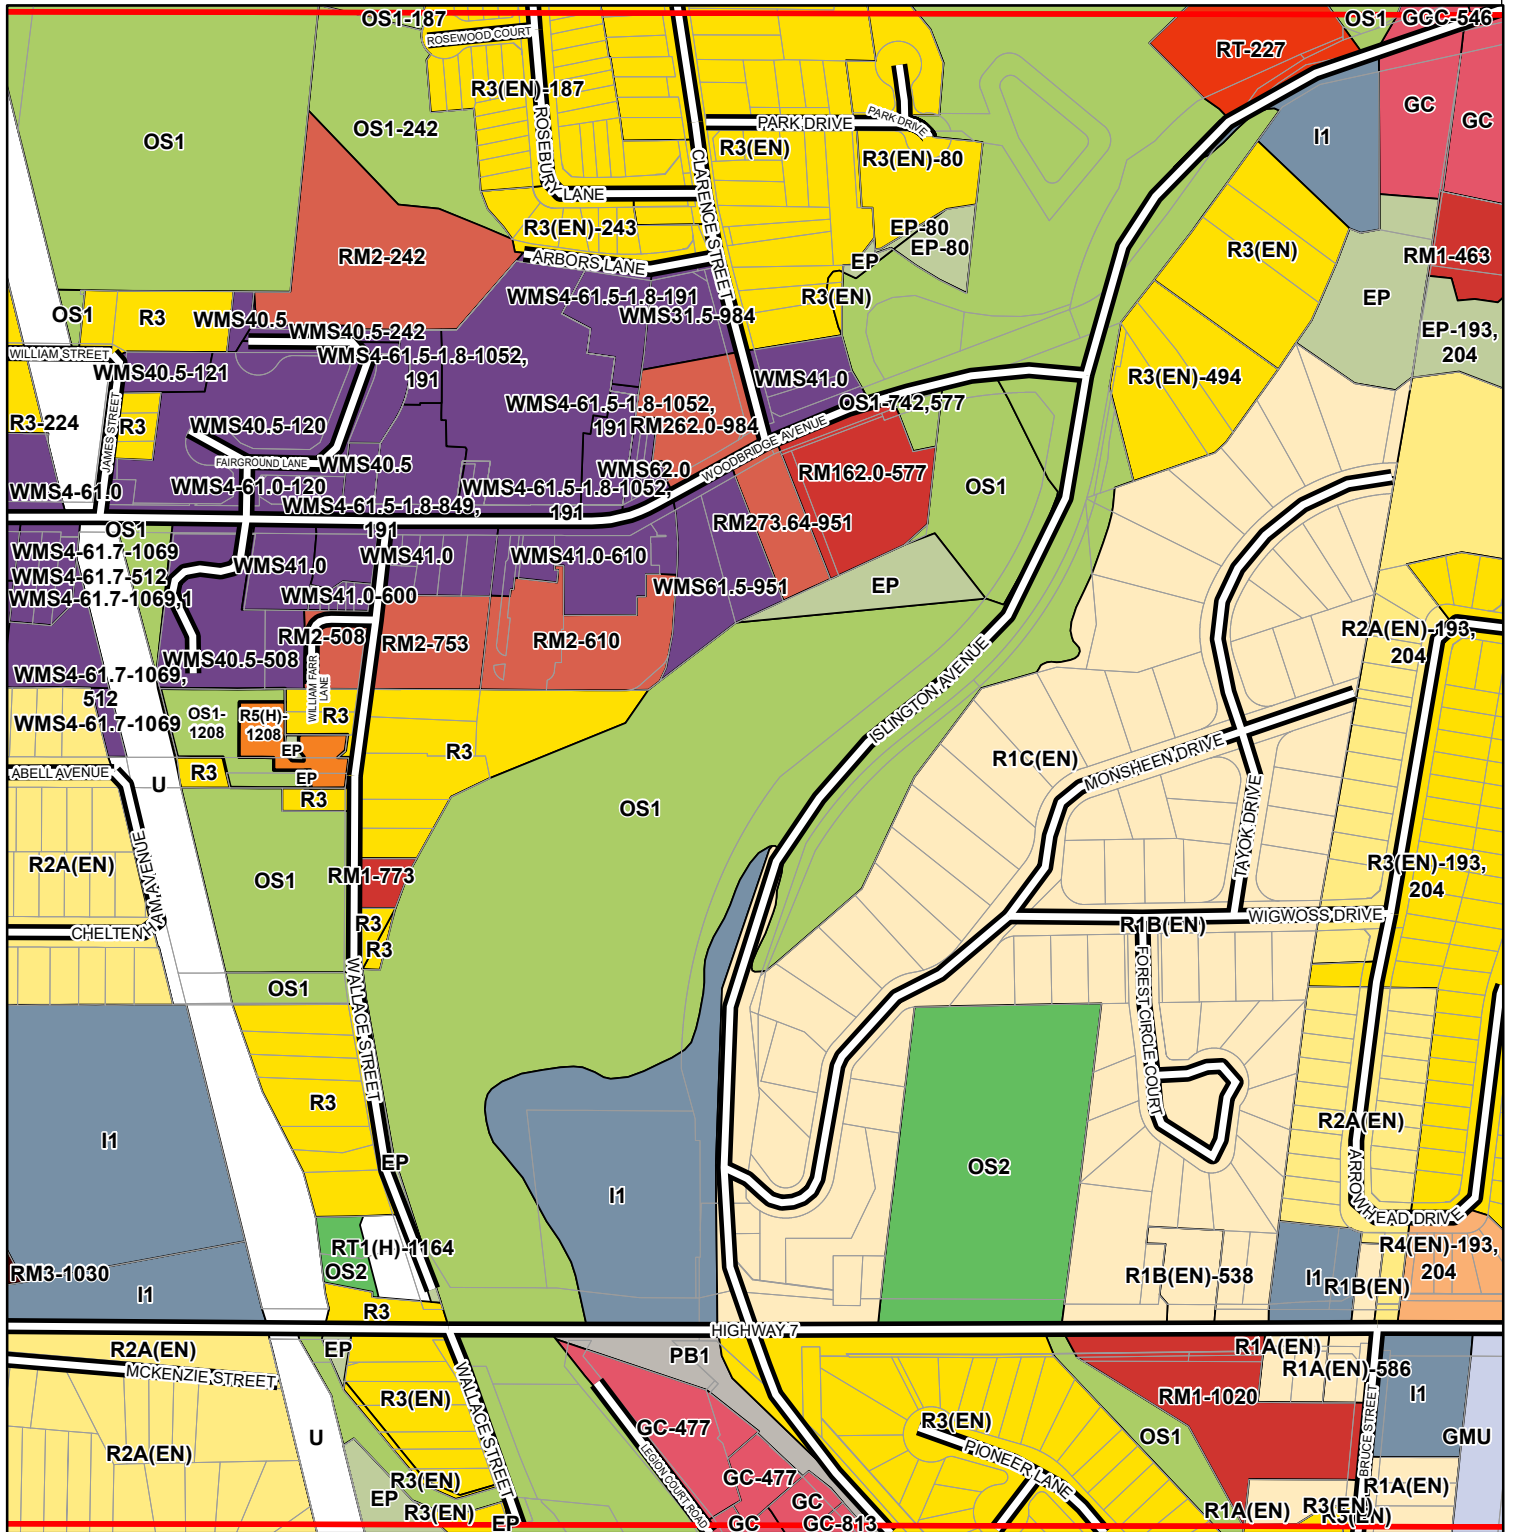 OS1-187
OS1
GCC-546
ROSEWOOD COURT
RT-227
R3(EN)-187
GC
GC
OS1
OS1-242
ROSEBURY LANE
PARK DRIVE
PARK DRIVE
I1
R3(EN)
R3(EN)-80
CLARENCE STREET
R3(EN)-243
EP-80
EP-80
R3(EN)
RM2-242
ARBORS LANE
EP
RM1-463
WMS4-61.5-1.8-191
R3(EN)
EP
OS1
R3
WMS40.5
WMS31.5-984
WMS40.5-242
EP-193,
204
WILLIAM STREET
WMS4-61.5-1.8-1052,
191
WMS40.5-121
WMS41.0
R3(EN)-494
WMS4-61.5-1.8-1052,
191
OS1-742,577
R3-224
R3
JAMES STREET
WMS40.5-120
RM262.0-984
WOODBRIDGE AVENUE
FAIRGROUND LANE
WMS40.5
WMS62.0
RM162.0-577
WMS4-61.0
WMS4-61.0-120
WMS4-61.5-1.8-1052,
191
OS1
WMS4-61.5-1.8-849,
191
RM273.64-951
OS1
WMS4-61.7-1069
WMS41.0
WMS41.0
WMS41.0-610
WMS4-61.7-512
WMS61.5-951
EP
WMS4-61.7-1069,1
WMS41.0-600
RM2-508
RM2-753
RM2-610
R2A(EN)-193,
204
ISLINGTON AVENUE
WMS40.5-508
WMS4-61.7-1069,
512
WILLIAM FARR
LANE
WMS4-61.7-1069
OS1-
1208
R5(H)-
1208
R3
EP
R3
R1C(EN)
MONSHEEN DRIVE
ABELL AVENUE
R3
EP
U
R3
OS1
TAYOK DRIVE
R2A(EN)
CHELTENHAM AVENUE
OS1
RM1-773
R3(EN)-193,
204
R3
R1B(EN)
WIGWOSS DRIVE
CHELTENHAM AVENUE
R3
OS1
WALLACE STREET
FOREST CIRCLE COURT
R3
R2A(EN)
I1
EP
OS2
I1
ARROWHEAD DRIVE
RT1(H)-1164
OS2
RM3-1030
R4(EN)-193,
204
I1
R1B(EN)-538
I1
R1B(EN)
R3
HIGHWAY 7
R2A(EN)
EP
PB1
R1A(EN)
MCKENZIE STREET
R1A(EN)-586
R3(EN)
WALLACE STREET
RM1-1020
I1
BRUCE STREET
GC-477
R3(EN)
U
OS1
GMU
R2A(EN)
PIONEER LANE
LEGION COURT ROAD
GC-477
R3(EN)
R1A(EN)
EP
GC
R3(EN)
R1A(EN)
R3(EN)
EP
GC
GC-813
R3(EN)